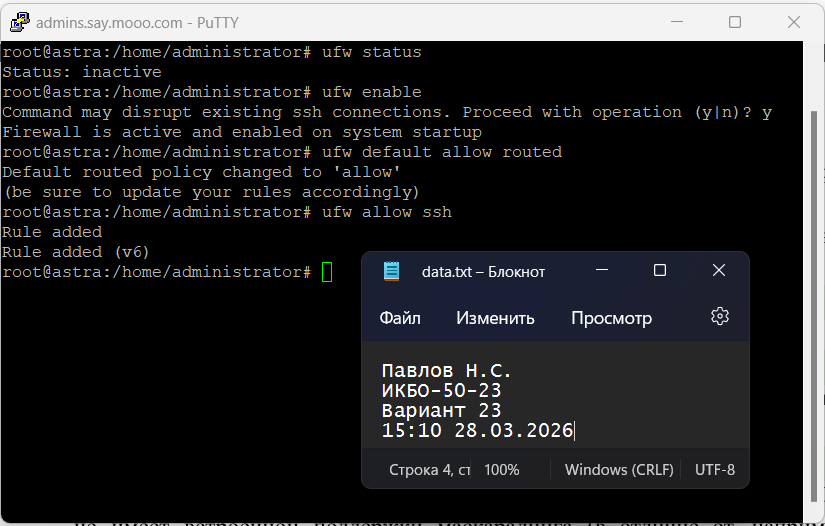 admins.say.mooo.com - PuTTY
root@astra:/home/administrator# ufw status
Status: inactive
root@astra:/home/administrator# ufw enable
Command may disrupt existing ssh connections. Proceed with operation (y|n)? y
Firewall is active and enabled on system startup
root@astra:/home/administrator# ufw default allow routed
Default routed policy changed to 'allow'
(be sure to update your rules accordingly)
root@astra:/home/administrator# ufw allow ssh
Rule added
Rule added (v6)
root@astra:/home/administrator#
data.txt – Блокнот
Файл Изменить Просмотр
Павлов Н.С.
ИКБО-50-23
Вариант 23
15:10 28.03.2026
Строка 4, ст 100% Windows (CRLF) UTF-8